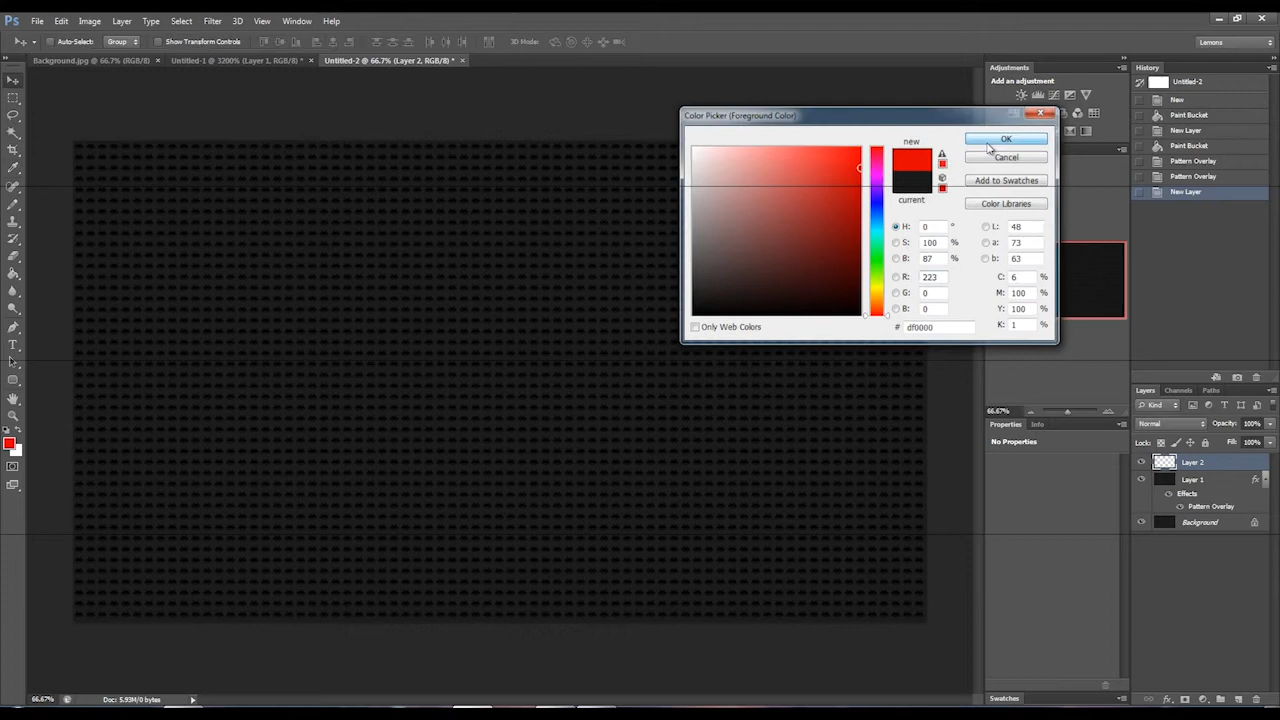 Ps File Edit Image Layer Type Select Filter 3D View Window Help
Auto-Select: Group Show Transform Controls 3D Mode: Lemons
Background.jpg @ 66.7% (RGB/8) × Untitled-1 @ 3200% (Layer 1, RGB/8) * × Untitled-2 @ 66.7% (Layer 2, RGB/8) * ×
Adjustments
Add an adjustment
History
Untitled-2
New
Paint Bucket
New Layer
Paint Bucket
Pattern Overlay
Pattern Overlay
New Layer
Color Picker (Foreground Color)
new
current
OK
Cancel
Add to Swatches
Color Libraries
H: 0 °
S: 100 %
B: 87 %
R: 223
G: 0
B: 0
L: 48
a: 73
b: 63
C: 6 %
M: 100 %
Y: 100 %
K: 1 %
Only Web Colors
# df0000
66.67%
Properties Info
No Properties
Layers Channels Paths
Kind
Normal Opacity: 100%
Lock: Fill: 100%
Layer 2
Layer 1 fx
Effects
Pattern Overlay
Background
66.67% Doc: 5.93M/0 bytes
Swatches